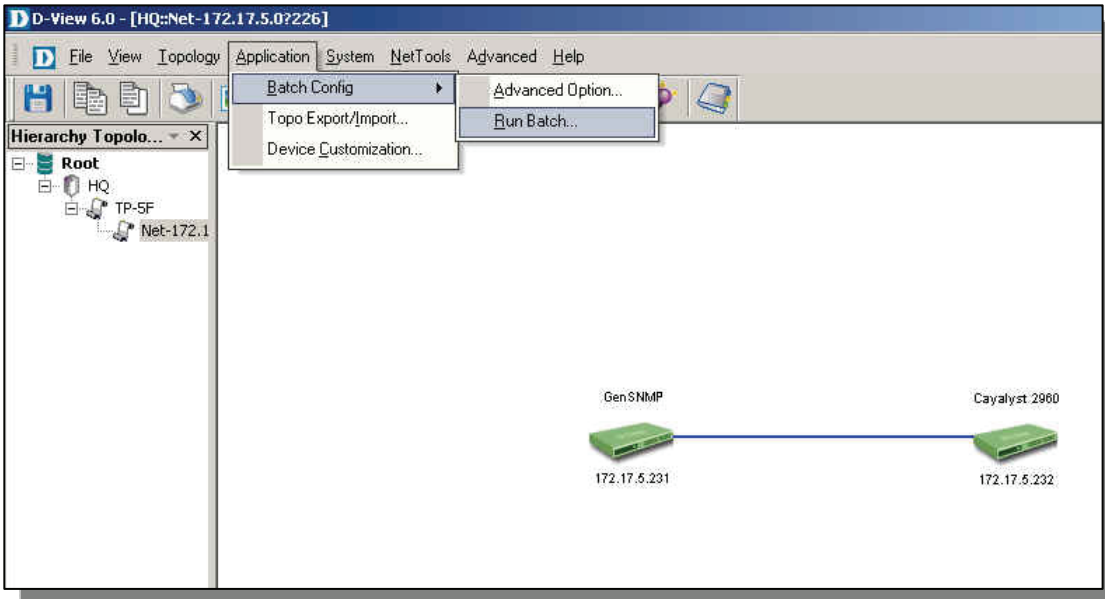 D-View 6.0 - [HQ::Net-172.17.5.0?226]
File View Topology Application System NetTools Advanced Help
Batch Config
Topo Export/Import...
Device Customization...
Advanced Option...
Run Batch...
Hierarchy Topolo...
Root
HQ
TP-5F
Net-172.1
GenSNMP
172.17.5.231
Cayalyst 2960
172.17.5.232